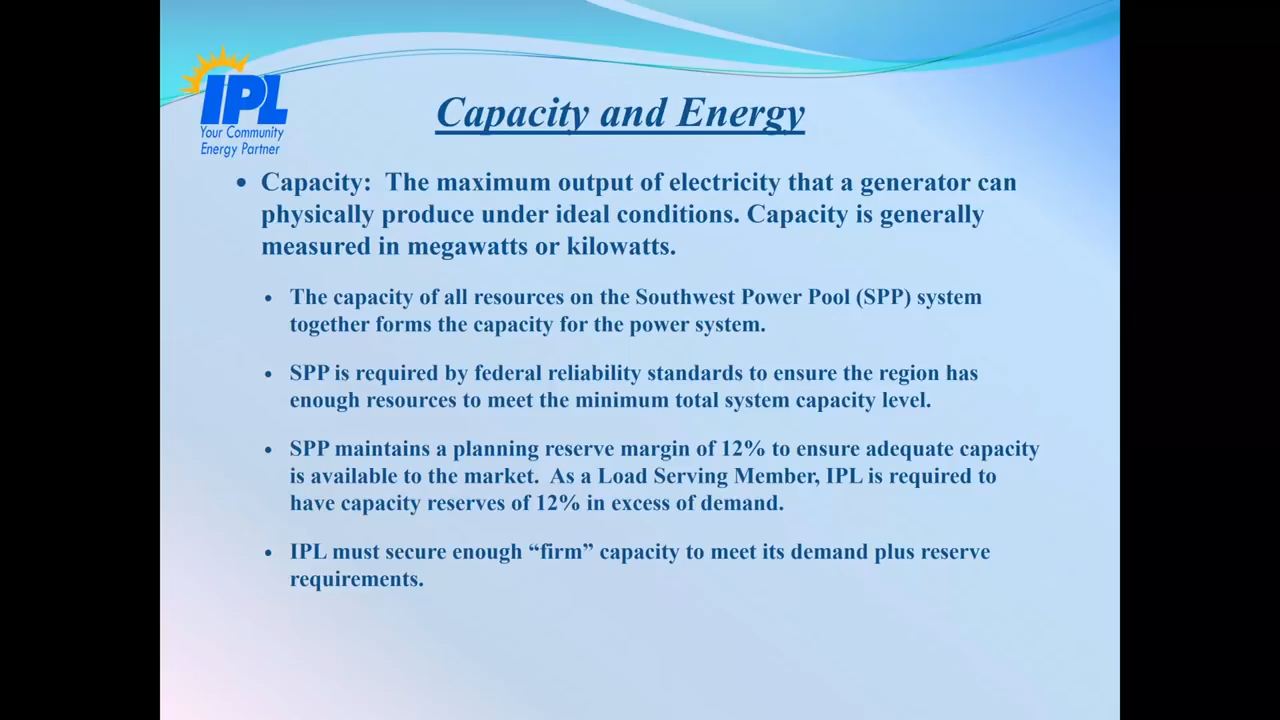 IPL
Your Community
Energy Partner
Capacity and Energy
• Capacity: The maximum output of electricity that a generator can
physically produce under ideal conditions. Capacity is generally
measured in megawatts or kilowatts.
• The capacity of all resources on the Southwest Power Pool (SPP) system
together forms the capacity for the power system.
• SPP is required by federal reliability standards to ensure the region has
enough resources to meet the minimum total system capacity level.
• SPP maintains a planning reserve margin of 12% to ensure adequate capacity
is available to the market. As a Load Serving Member, IPL is required to
have capacity reserves of 12% in excess of demand.
• IPL must secure enough “firm” capacity to meet its demand plus reserve
requirements.